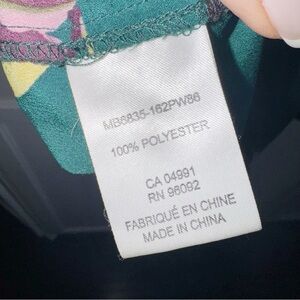 MB6835-162PW86
100% POLYESTER
CA 04991
RN 96092
FABRIQUÉ EN CHINE
MADE IN CHINA